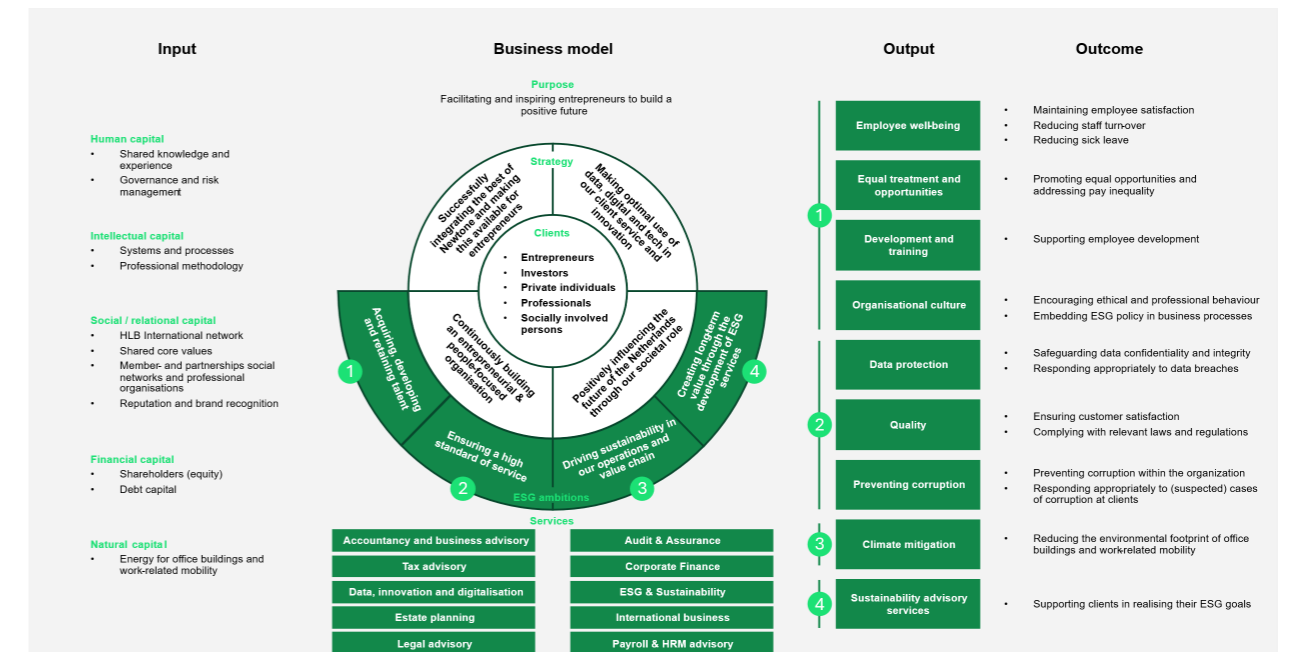 Input
Business model
Output
Outcome
Purpose
Facilitating and inspiring entrepreneurs to build a
positive future
Human capital
• Shared knowledge and
experience
• Governance and risk
management
Intellectual capital
• Systems and processes
• Professional methodology
Social / relational capital
• HLB International network
• Shared core values
• Member- and partnerships social
networks and professional
organisations
• Reputation and brand recognition
Financial capital
• Shareholders (equity)
• Debt capital
Natural capital
• Energy for office buildings and
work-related mobility
Strategy
Successfully
integrating the best of
Newtone and making
this available for
entrepreneurs
Making optimal use of
data, digital and tech in
our client service and
innovation
Clients
• Entrepreneurs
• Investors
• Private individuals
• Professionals
• Socially involved
persons
Continuously building
an entrepreneurial &
people-focused
organisation
Positively influencing the
future of the Netherlands
through our societal role
1
Acquiring, developing
and retaining talent
2
Ensuring a high
standard of service
3
Driving sustainability in
our operations and
value chain
4
Creating longterm
value through the
development of ESG
services
ESG ambitions
Services
Accountancy and business advisory
Audit & Assurance
Tax advisory
Corporate Finance
Data, innovation and digitalisation
ESG & Sustainability
Estate planning
International business
Legal advisory
Payroll & HRM advisory
1
Employee well-being
• Maintaining employee satisfaction
• Reducing staff turn-over
• Reducing sick leave
Equal treatment and
opportunities
• Promoting equal opportunities and
addressing pay inequality
Development and
training
• Supporting employee development
Organisational culture
• Encouraging ethical and professional behaviour
• Embedding ESG policy in business processes
2
Data protection
• Safeguarding data confidentiality and integrity
• Responding appropriately to data breaches
Quality
• Ensuring customer satisfaction
• Complying with relevant laws and regulations
Preventing corruption
• Preventing corruption within the organization
• Responding appropriately to (suspected) cases
of corruption at clients
3
Climate mitigation
• Reducing the environmental footprint of office
buildings and work-related mobility
4
Sustainability advisory
services
• Supporting clients in realising their ESG goals